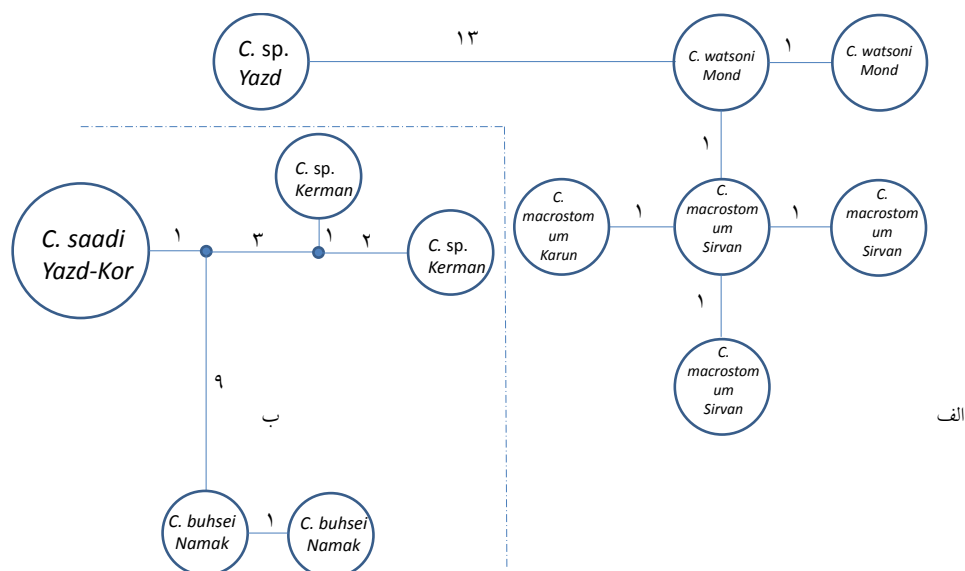 ۱۳
C. sp.
Yazd
C. watsoni
Mond
۱
C. watsoni
Mond
۱
C. sp.
Kerman
C.
macrostom
um
Karun
۱
C.
macrostom
um
Sirvan
۱
C.
macrostom
um
Sirvan
C. saadi
Yazd-Kor
۱
۳
۱
۲
C. sp.
Kerman
۱
C.
macrostom
um
Sirvan
۹
ب
الف
C. buhsei
Namak
۱
C. buhsei
Namak